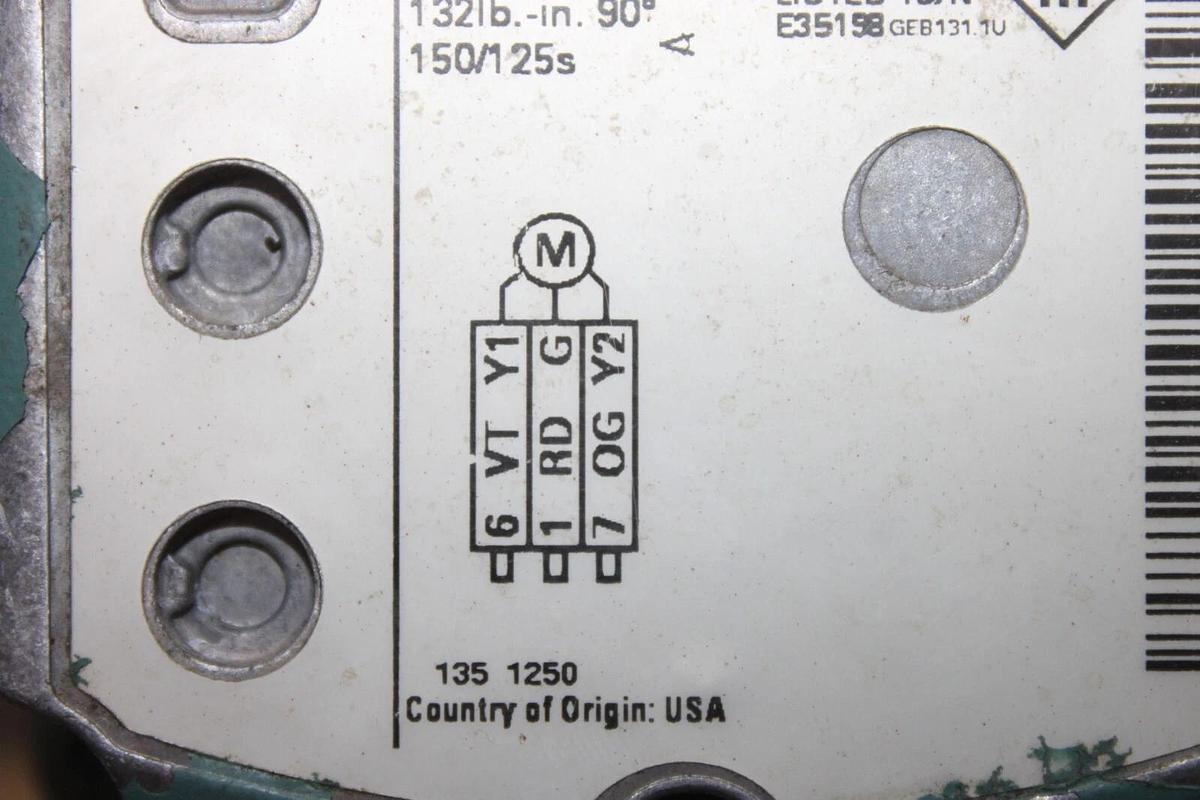 132lb.-in. 90°
150/125s
A
E35198 GEB131.1U
M
6 VT Y1
1 RD G
7 OG Y2
135 1250
Country of Origin: USA